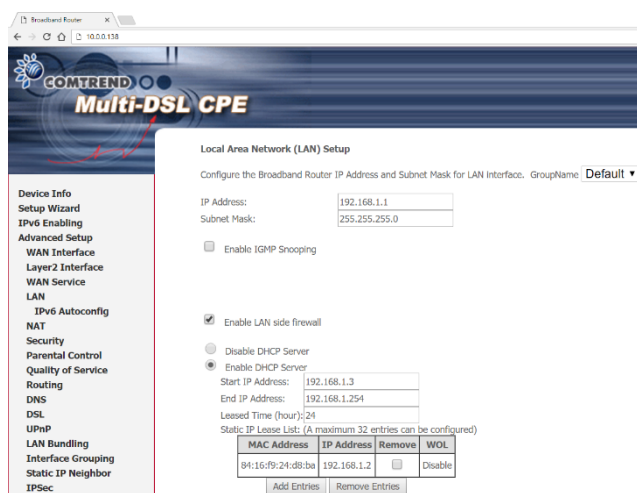 Broadband Router
10.0.0.138
COMTREND
Multi-DSL CPE
Local Area Network (LAN) Setup
Configure the Broadband Router IP Address and Subnet Mask for LAN interface. GroupName Default
IP Address: 192.168.1.1
Subnet Mask: 255.255.255.0
Enable IGMP Snooping
Enable LAN side firewall
Disable DHCP Server
Enable DHCP Server
Start IP Address: 192.168.1.3
End IP Address: 192.168.1.254
Leased Time (hour): 24
Static IP Lease List: (A maximum 32 entries can be configured)
MAC Address IP Address Remove WOL
84:16:f9:24:d8:ba 192.168.1.2 Disable
Add Entries Remove Entries
Device Info
Setup Wizard
IPv6 Enabling
Advanced Setup
WAN Interface
Layer2 Interface
WAN Service
LAN
IPv6 Autoconfig
NAT
Security
Parental Control
Quality of Service
Routing
DNS
DSL
UPnP
LAN Bundling
Interface Grouping
Static IP Neighbor
IPSec